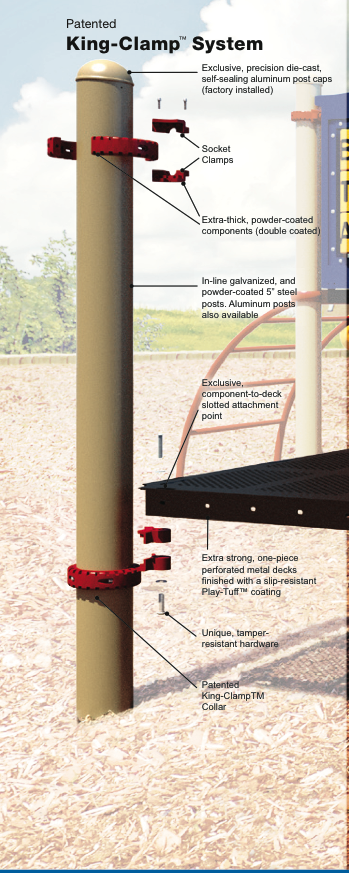 Patented
King-Clamp™ System
Exclusive, precision die-cast,
self-sealing aluminum post caps
(factory installed)
Socket
Clamps
Extra-thick, powder-coated
components (double coated)
In-line galvanized, and
powder-coated 5" steel
posts. Aluminum posts
also available
Exclusive,
component-to-deck
slotted attachment
point
Extra strong, one-piece
perforated metal decks
finished with a slip-resistant
Play-Tuff™ coating
Unique, tamper-
resistant hardware
Patented
King-ClampTM
Collar